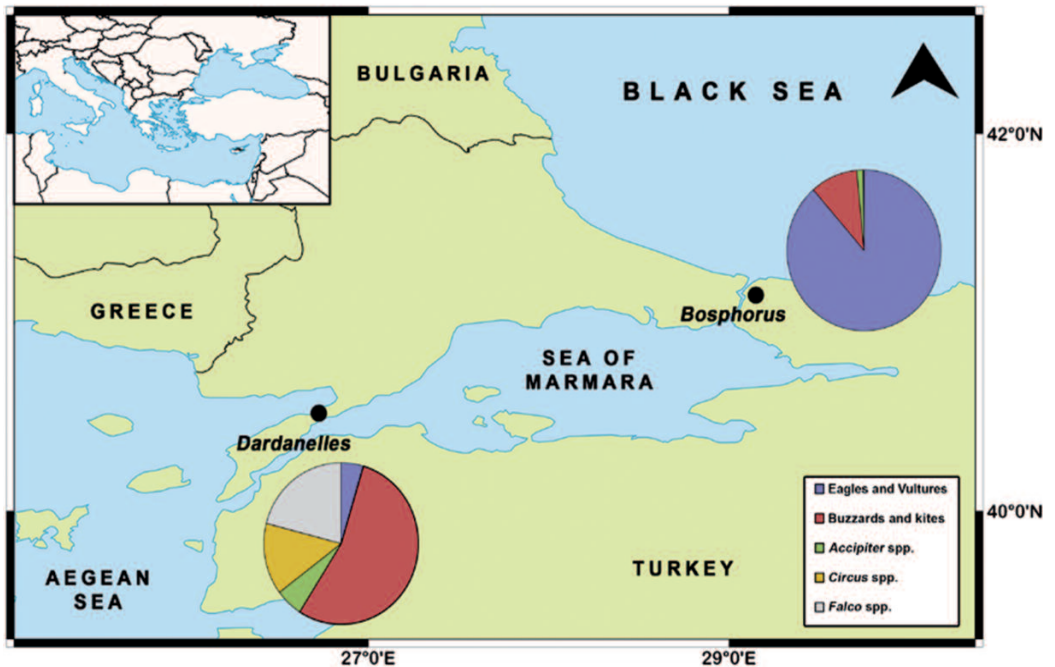 BULGARIA
BLACK SEA
42°0'N
GREECE
Bosphorus
SEA OF
MARMARA
Dardanelles
Eagles and Vultures
Buzzards and kites
Accipiter spp.
Circus spp.
Falco spp.
40°0'N
AEGEAN
SEA
TURKEY
27°0'E
29°0'E